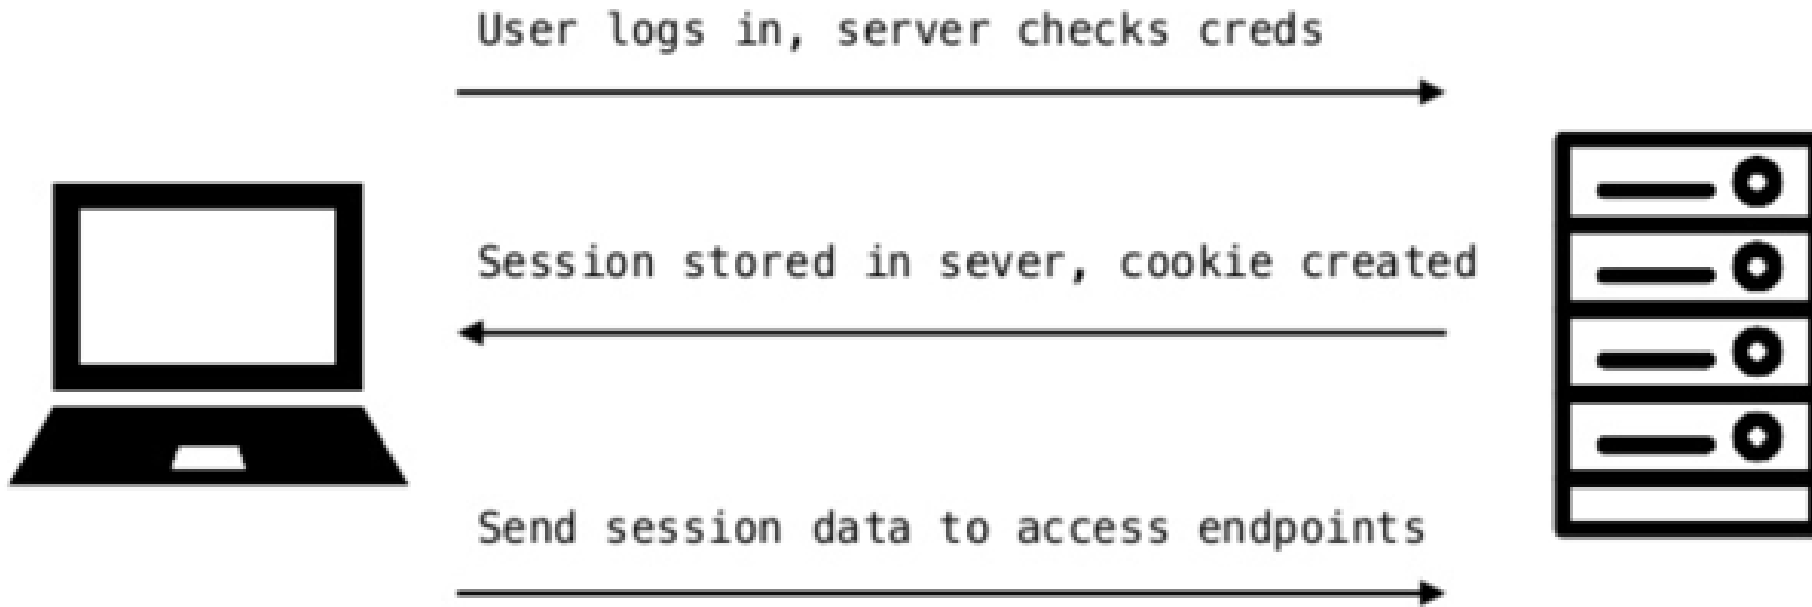 User logs in, server checks creds
Session stored in sever, cookie created
Send session data to access endpoints